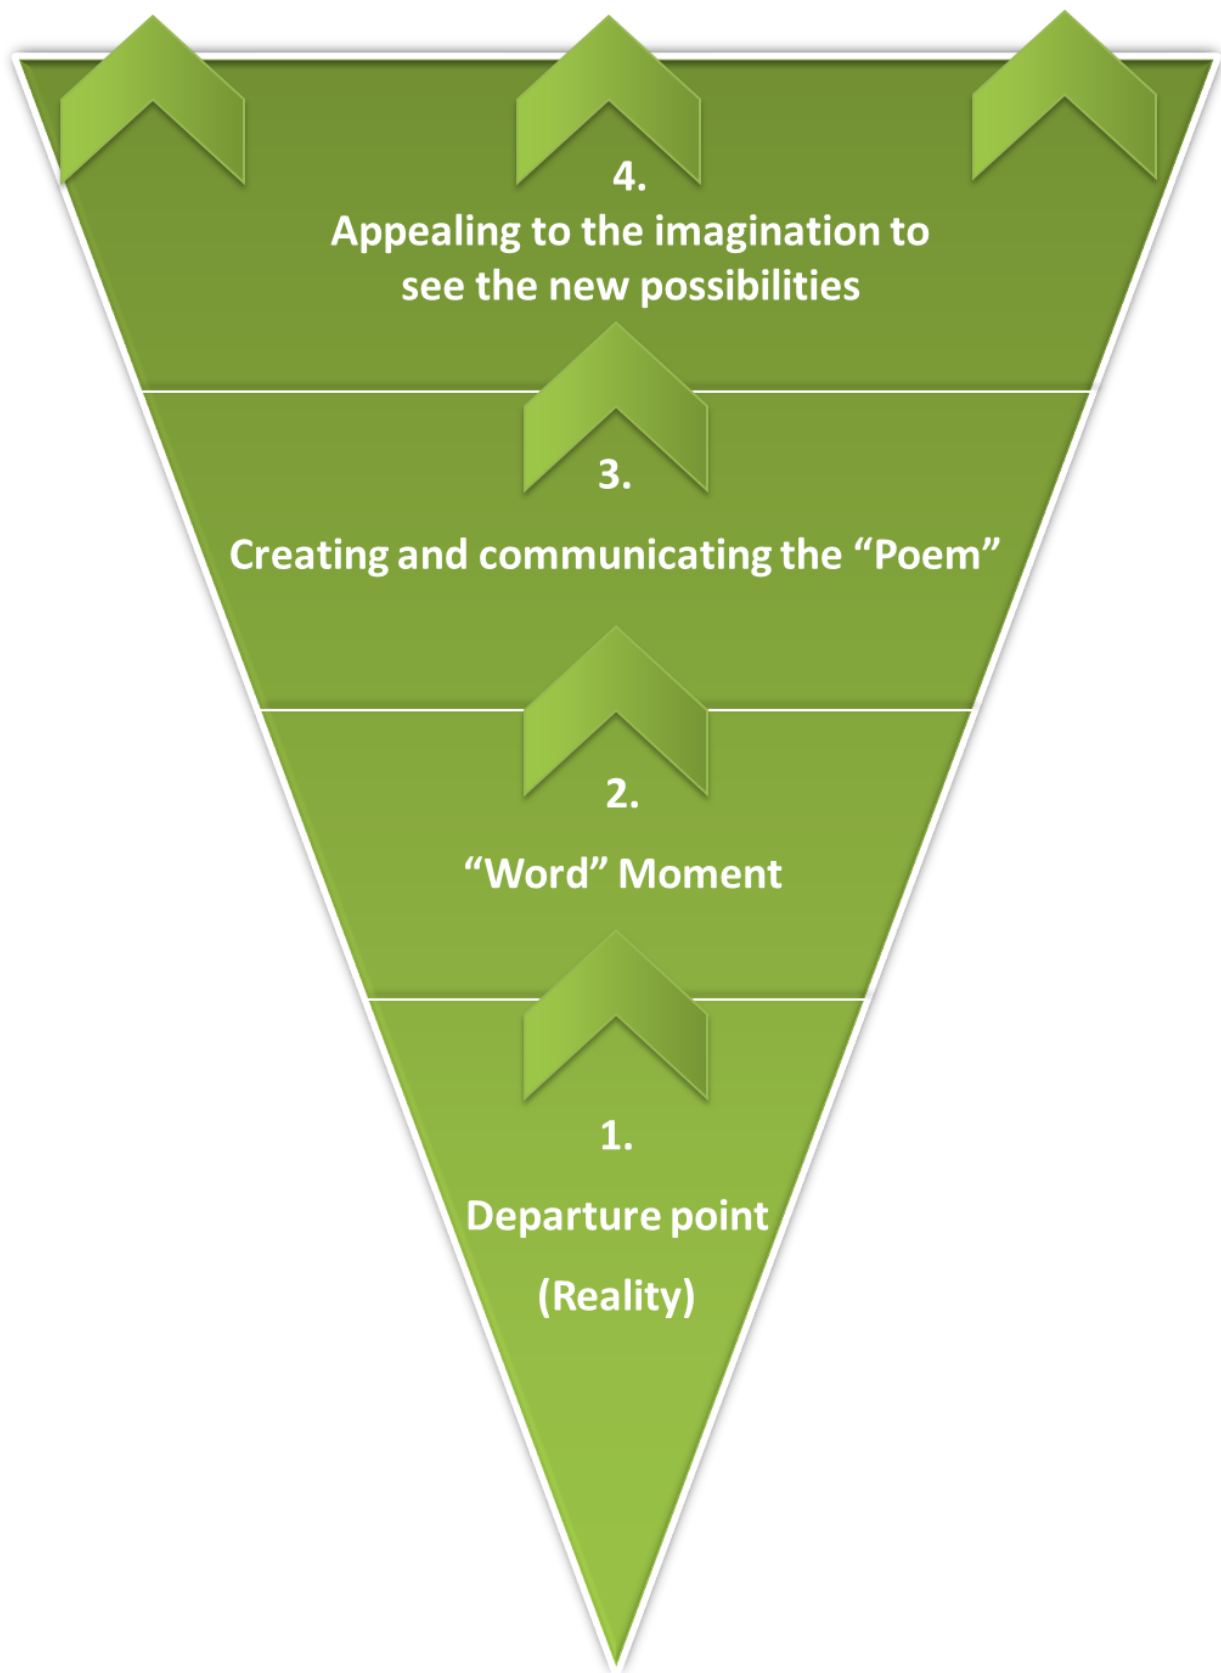 4.
Appealing to the imagination to
see the new possibilities
3.
Creating and communicating the “Poem”
2.
“Word” Moment
1.
Departure point
(Reality)